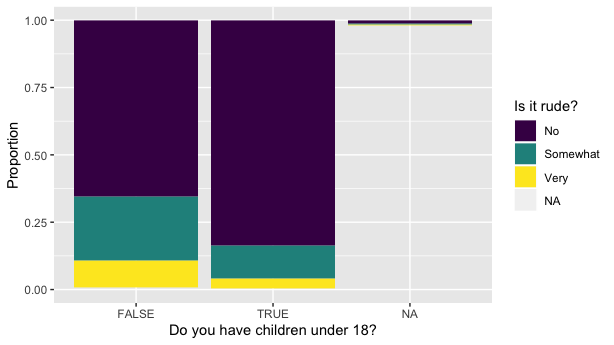 1.00
0.75
0.50
0.25
0.00
Proportion
FALSE
TRUE
NA
Do you have children under 18?
Is it rude?
No
Somewhat
Very
NA